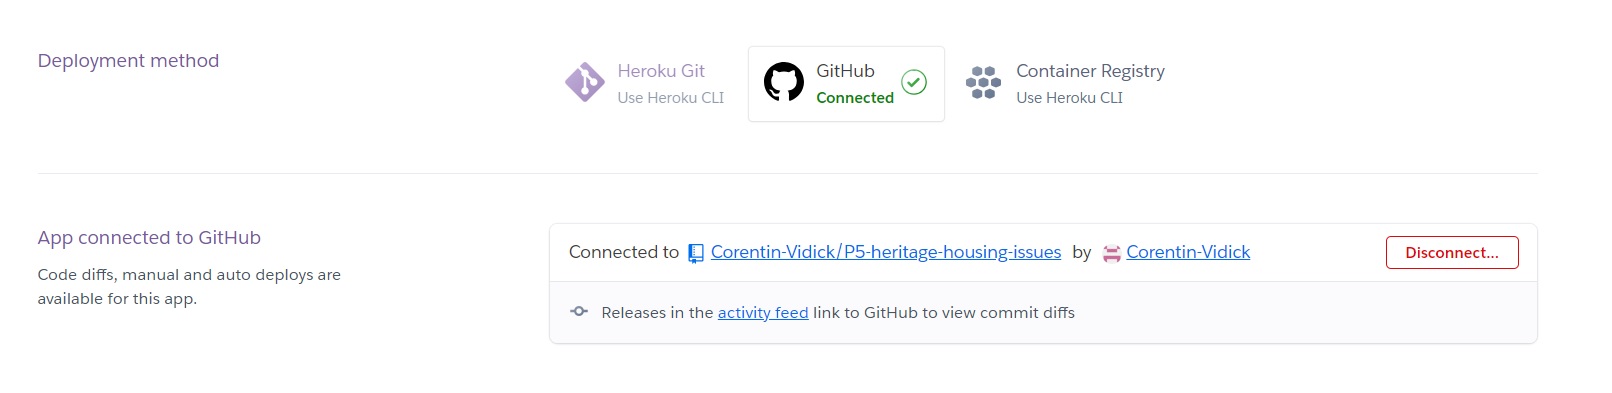 Deployment method
Heroku Git
Use Heroku CLI
GitHub
Connected
Container Registry
Use Heroku CLI
App connected to GitHub
Code diffs, manual and auto deploys are
available for this app.
Connected to Corentin-Vidick/P5-heritage-housing-issues by Corentin-Vidick
Disconnect...
Releases in the activity feed link to GitHub to view commit diffs